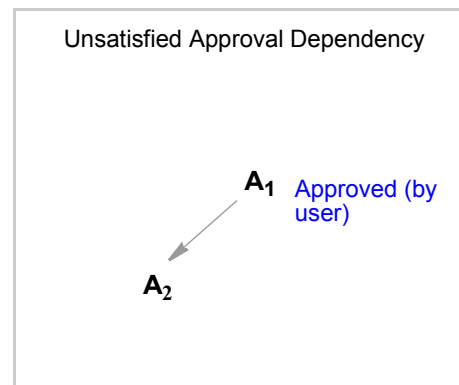 Unsatisfied Approval Dependency
A₁ Approved (by
user)
A₂